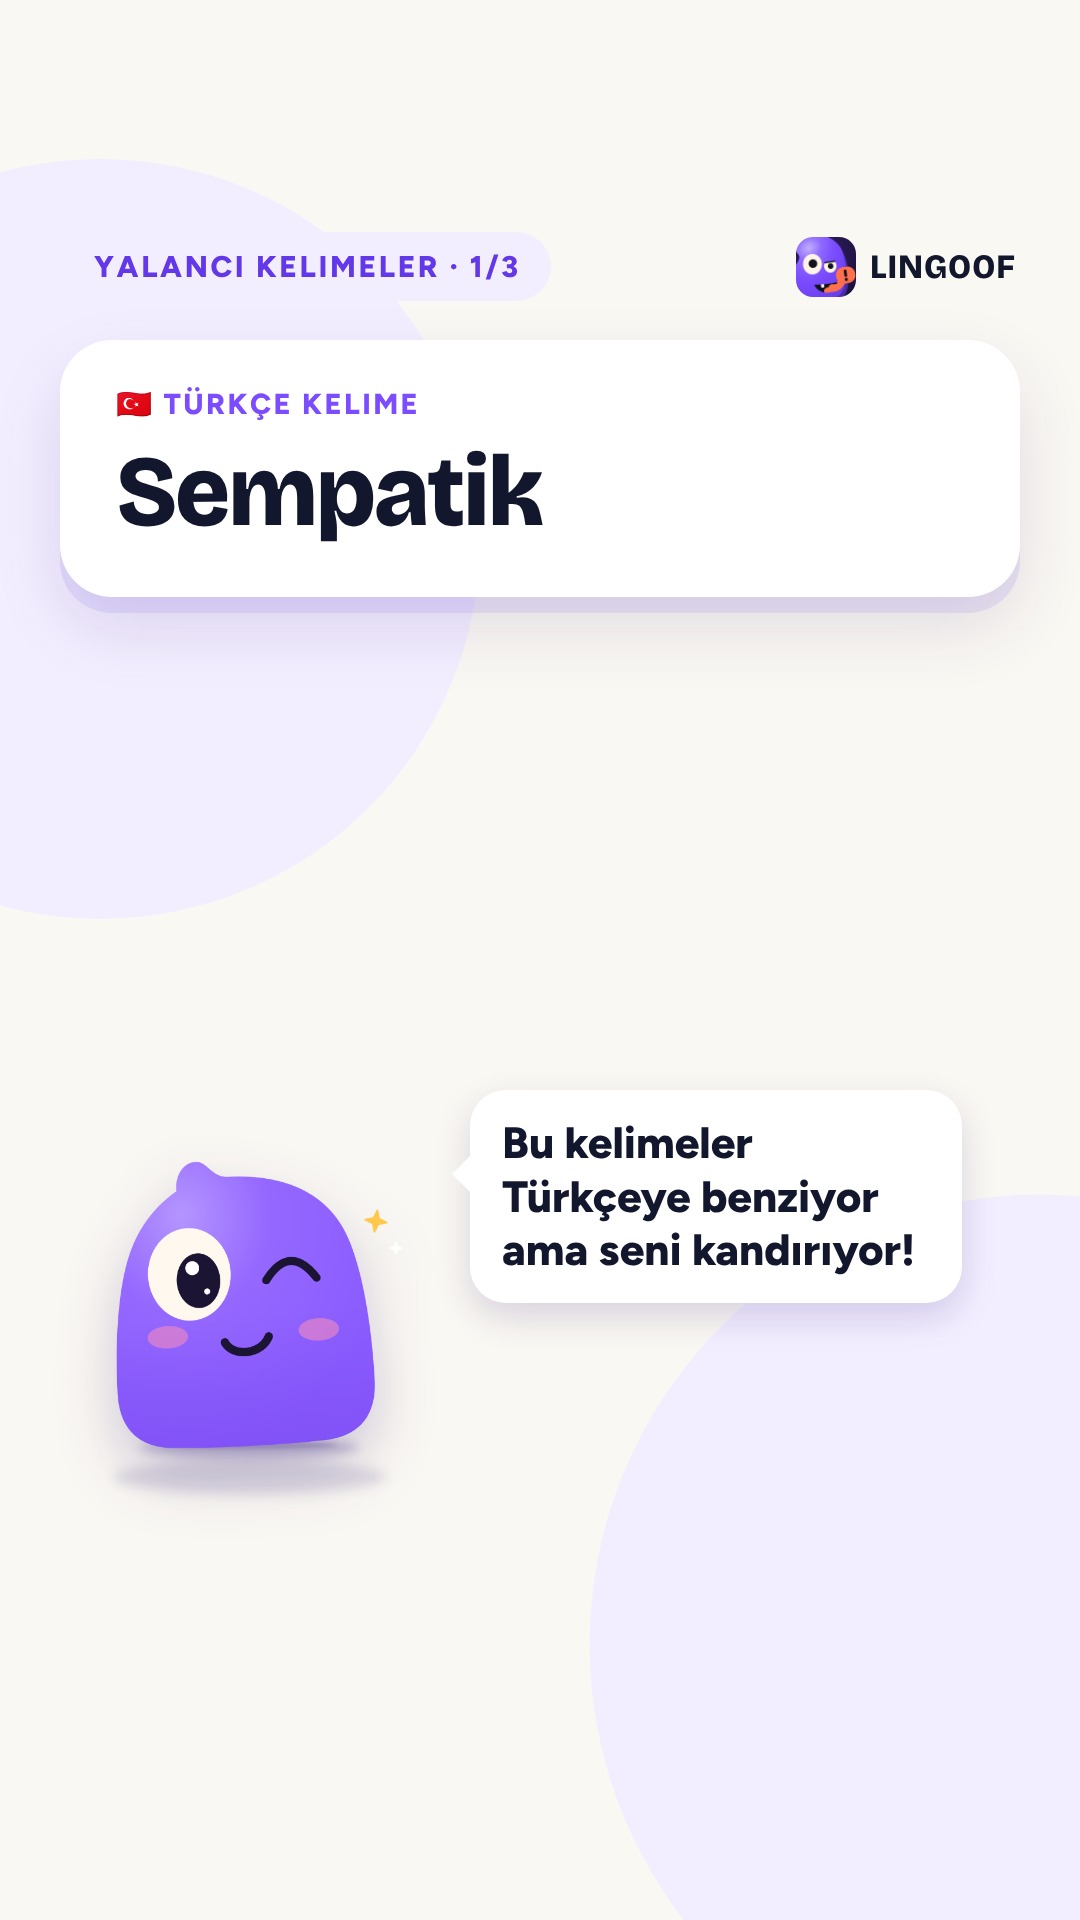 YALANCI KELIMELER · 1/3
LINGOOF
🇹🇷 TÜRKÇE KELIME
Sempatik
Bu kelimeler
Türkçeye benziyor
ama seni kandırıyor!